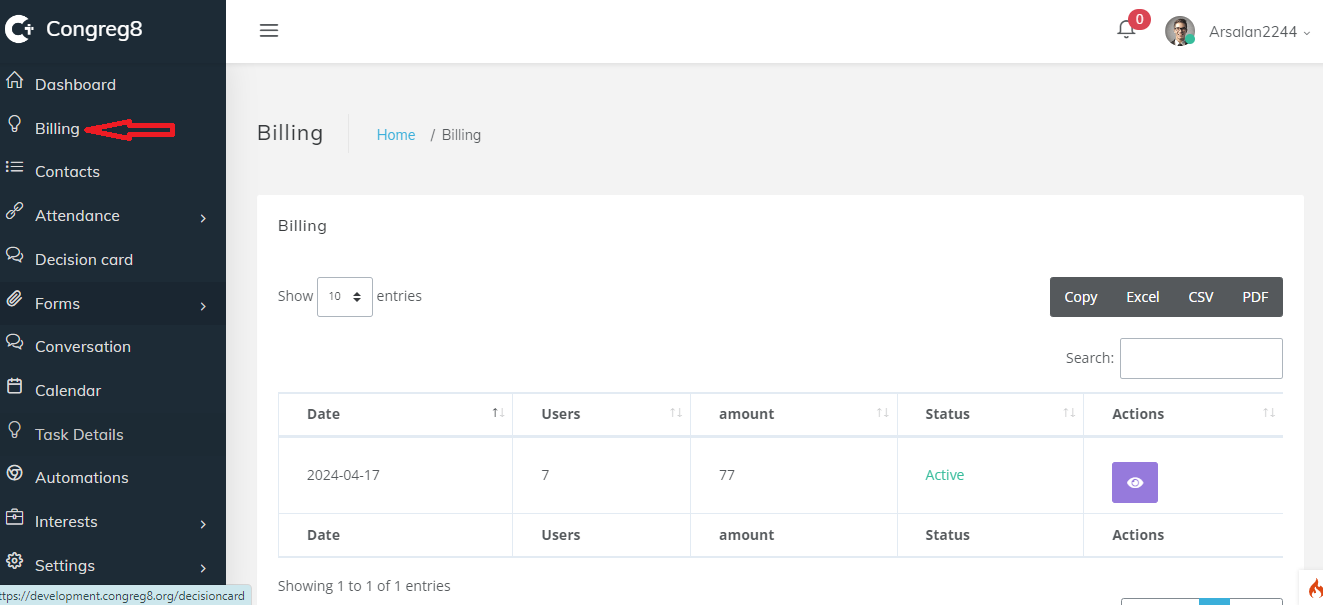 Congreg8
0
Arsalan2244
Dashboard
Billing
Contacts
Attendance
Decision card
Forms
Conversation
Calendar
Task Details
Automations
Interests
Settings
ttps://development.congreg8.org/decisioncard
Billing
Home / Billing
Billing
Show 10 entries
Copy Excel CSV PDF
Search:
Date Users amount Status Actions
2024-04-17 7 77 Active
Date Users amount Status Actions
Showing 1 to 1 of 1 entries